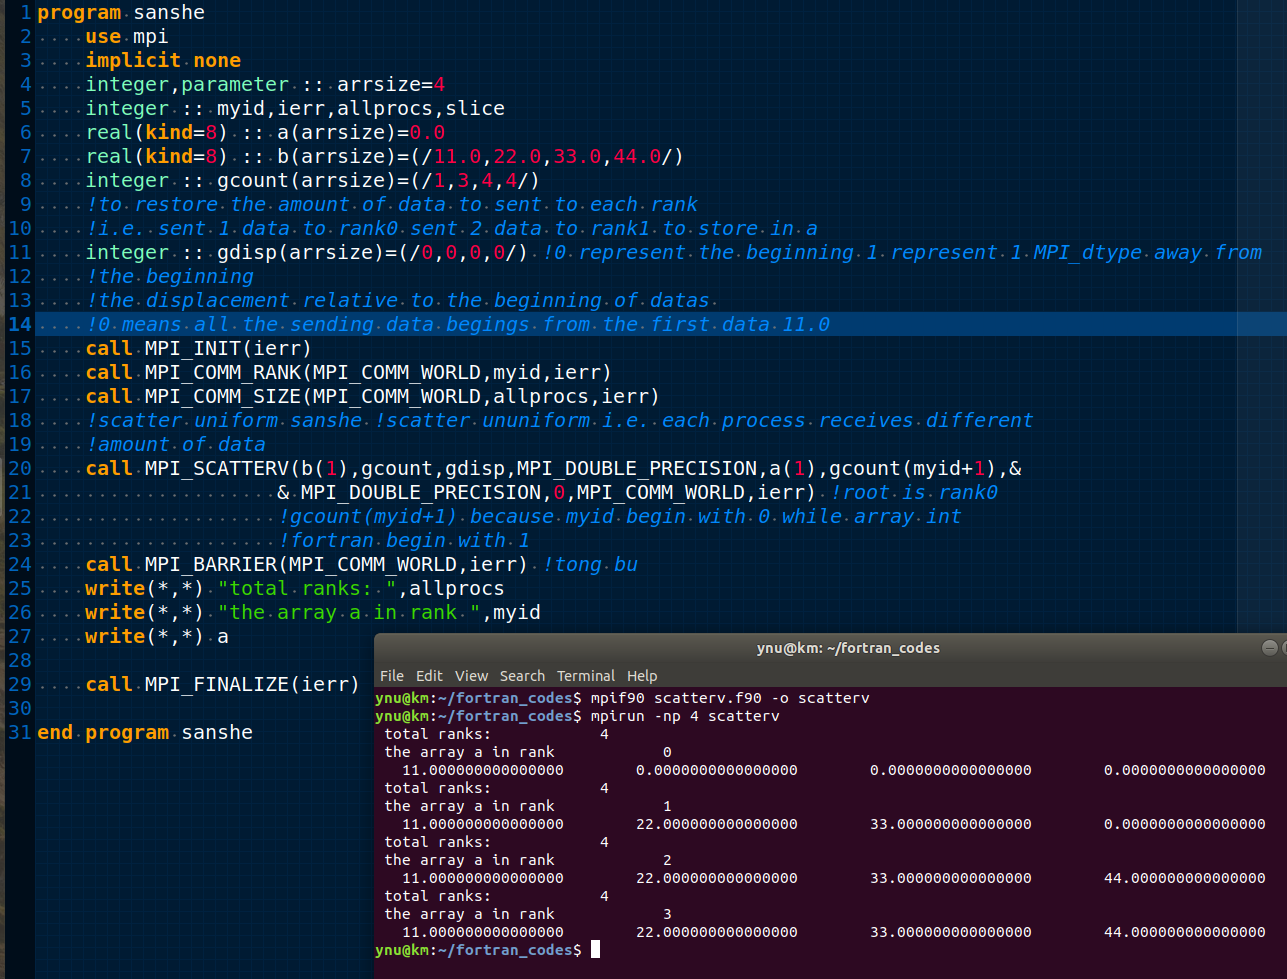 1 program sanshe
2 use mpi
3 implicit none
4 integer,parameter :: arrsize=4
5 integer :: myid,ierr,allprocs,slice
6 real(kind=8) :: a(arrsize)=0.0
7 real(kind=8) :: b(arrsize)=(/11.0,22.0,33.0,44.0/)
8 integer :: gcount(arrsize)=(/1,3,4,4/)
9 !to restore the amount of data to sent to each rank
10 !i.e. sent 1 data to rank0 sent 2 data to rank1 to store in a
11 integer :: gdisp(arrsize)=(/0,0,0,0/) !0 represent the beginning 1 represent 1 MPI_dtype away from
12 !the beginning
13 !the displacement relative to the beginning of datas
14 !0 means all the sending data begings from the first data 11.0
15 call MPI_INIT(ierr)
16 call MPI_COMM_RANK(MPI_COMM_WORLD,myid,ierr)
17 call MPI_COMM_SIZE(MPI_COMM_WORLD,allprocs,ierr)
18 !scatter uniform sanshe !scatter ununiform i.e. each process receives different
19 !amount of data
20 call MPI_SCATTERV(b(1),gcount,gdisp,MPI_DOUBLE_PRECISION,a(1),gcount(myid+1),&
21 & MPI_DOUBLE_PRECISION,0,MPI_COMM_WORLD,ierr) !root is rank0
22 !gcount(myid+1) because myid begin with 0 while array int
23 !fortran begin with 1
24 call MPI_BARRIER(MPI_COMM_WORLD,ierr) !tong bu
25 write(*,*) "total ranks: ",allprocs
26 write(*,*) "the array a in rank ",myid
27 write(*,*) a
28
29 call MPI_FINALIZE(ierr)
30
31 end program sanshe
ynu@km: ~/fortran_codes
File Edit View Search Terminal Help
ynu@km:~/fortran_codes$ mpif90 scatterv.f90 -o scatterv
ynu@km:~/fortran_codes$ mpirun -np 4 scatterv
total ranks: 4
the array a in rank 0
11.000000000000000 0.0000000000000000 0.0000000000000000 0.0000000000000000
total ranks: 4
the array a in rank 1
11.000000000000000 22.000000000000000 33.000000000000000 0.0000000000000000
total ranks: 4
the array a in rank 2
11.000000000000000 22.000000000000000 33.000000000000000 44.000000000000000
total ranks: 4
the array a in rank 3
11.000000000000000 22.000000000000000 33.000000000000000 44.000000000000000
ynu@km:~/fortran_codes$